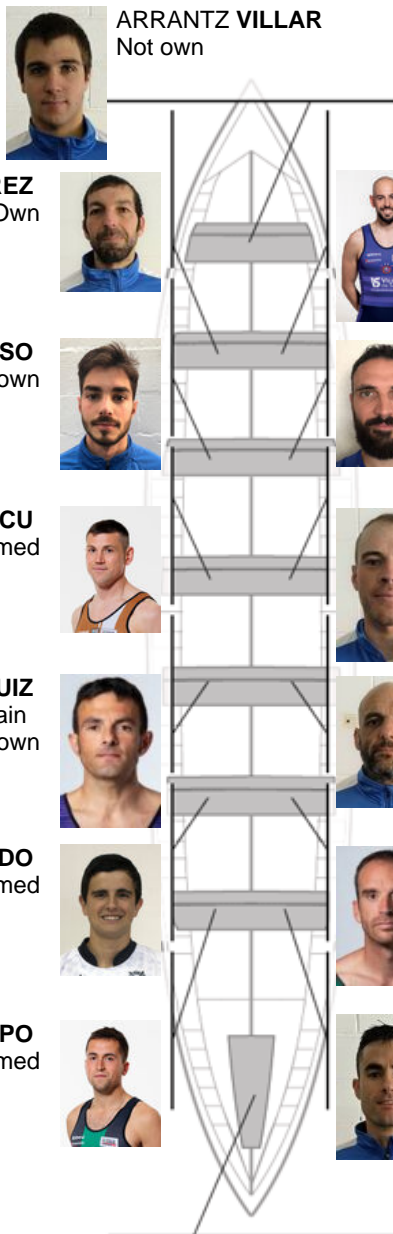 ARRANTZ VILLAR
Not own
REZ
Own
SO
own
CU
med
UIZ
ain
own
DO
med
PO
med